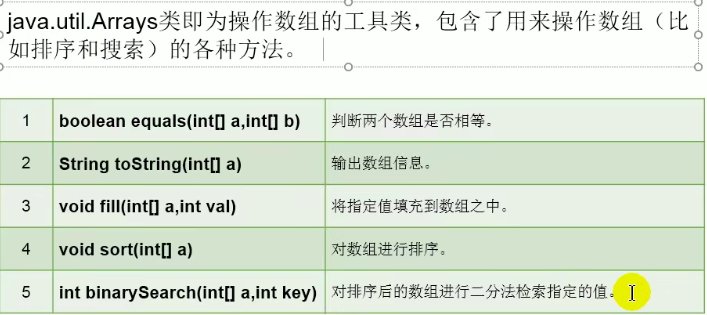 java.util.Arrays类即为操作数组的工具类，包含了用来操作数组（比
如排序和搜索）的各种方法。
1 boolean equals(int[] a,int[] b) 判断两个数组是否相等。
2 String toString(int[] a) 输出数组信息。
3 void fill(int[] a,int val) 将指定值填充到数组之中。
4 void sort(int[] a) 对数组进行排序。
5 int binarySearch(int[] a,int key) 对排序后的数组进行二分法检索指定的值。